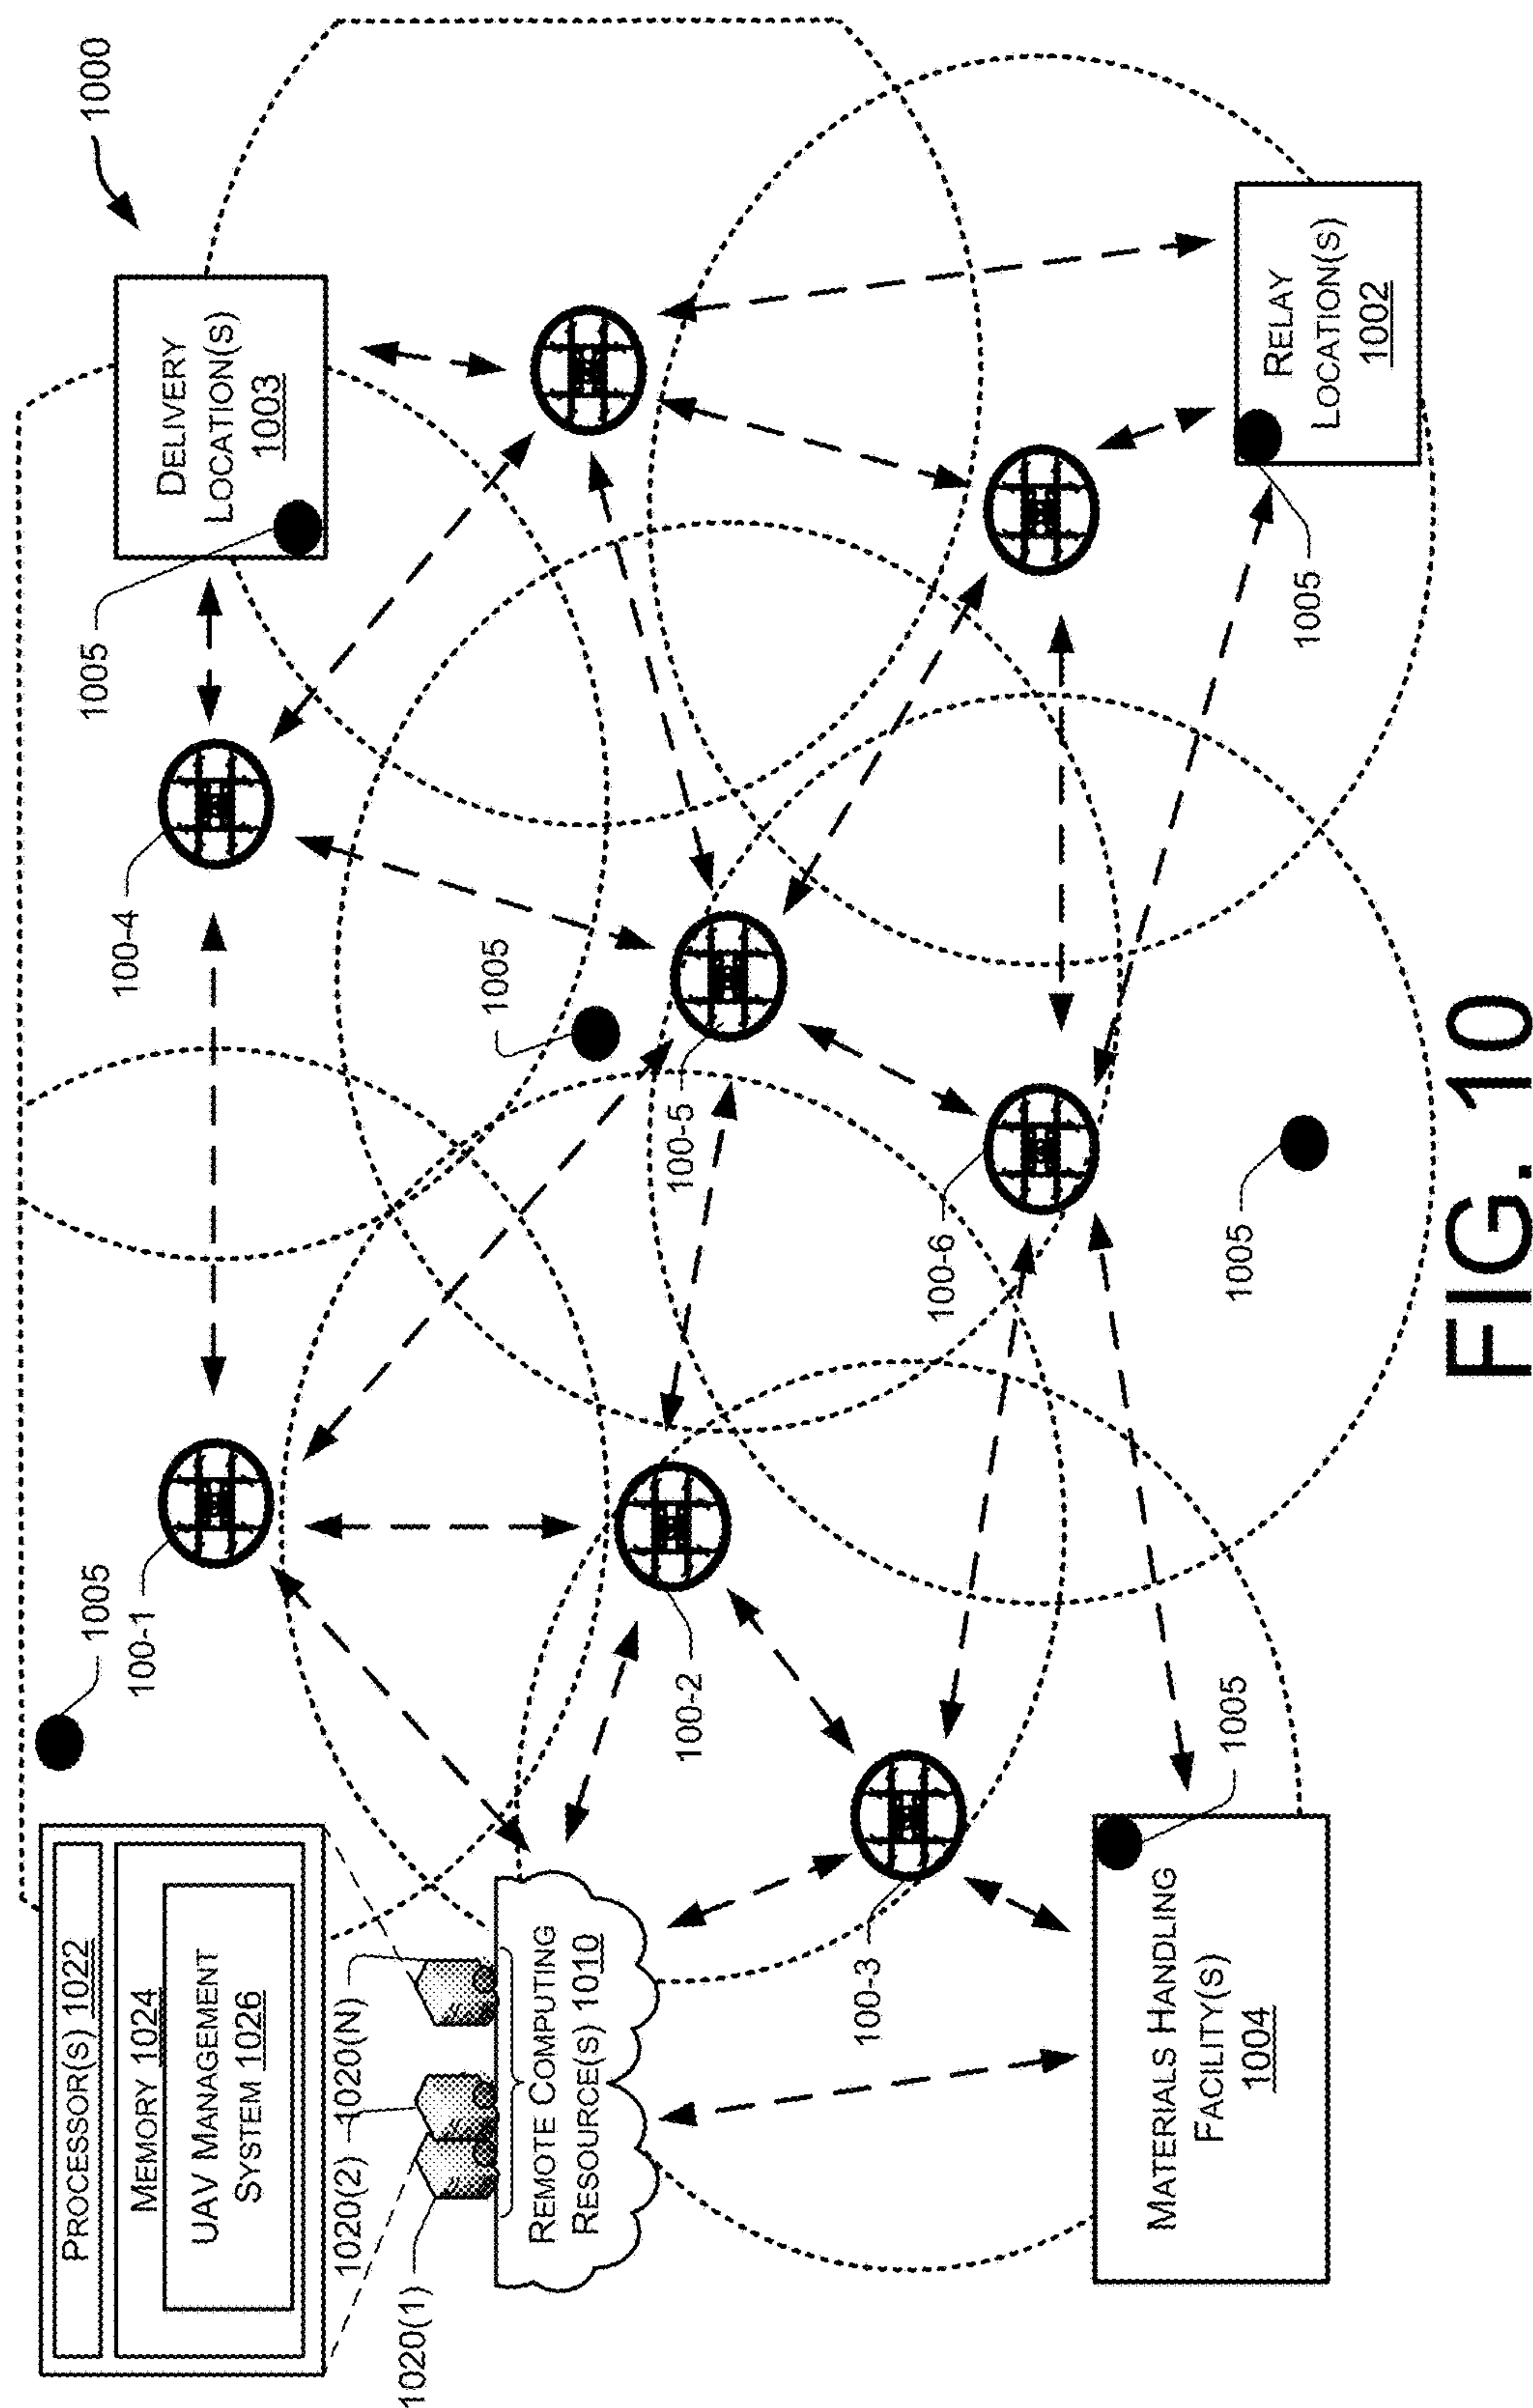 1000
PROCESSOR(S) 1022
MEMORY 1024
UAV MANAGEMENT
SYSTEM 1026
1005
100-1
100-4
1005
DELIVERY
LOCATION(S)
1003
1020(1)
1020(2)
1020(N)
REMOTE COMPUTING
RESOURCE(S) 1010
100-2
1005
100-5
100-3
100-6
MATERIALS HANDLING
FACILITY(S)
1004
1005
1005
1005
RELAY
LOCATION(S)
1002
FIG. 10